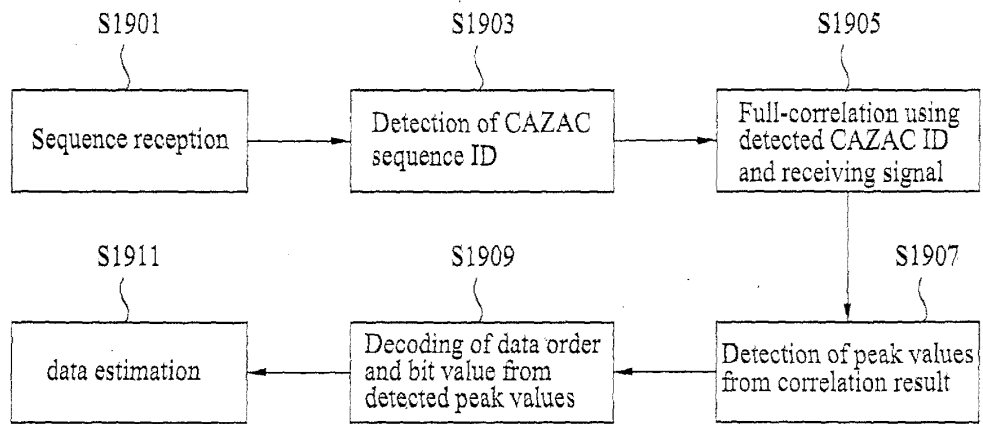 S1901
S1903
S1905
Sequence reception
Detection of CAZAC
sequence ID
Full-correlation using
detected CAZAC ID
and receiving signal
S1911
S1909
S1907
data estimation
Decoding of data order
and bit value from
detected peak values
Detection of peak values
from correlation result